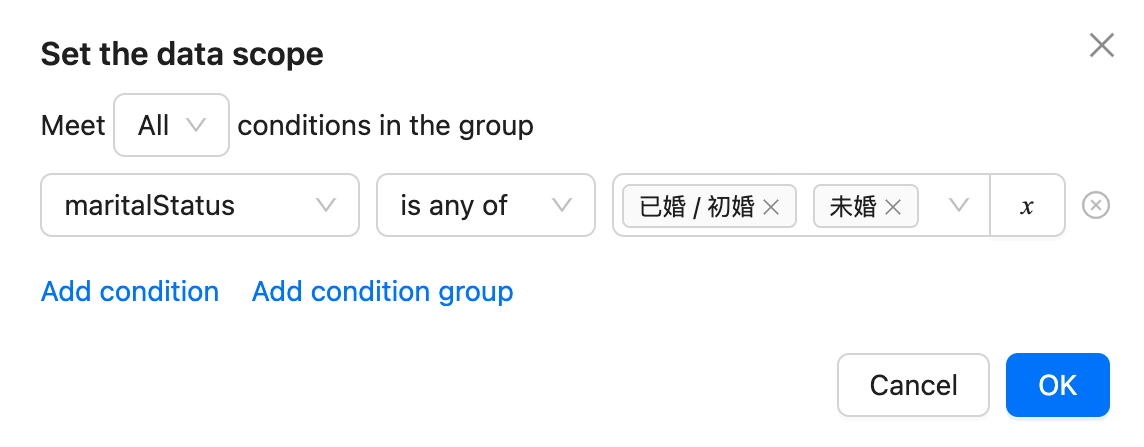 Set the data scope
Meet All conditions in the group
maritalStatus is any of 已婚 / 初婚 未婚 x
Add condition Add condition group
Cancel OK